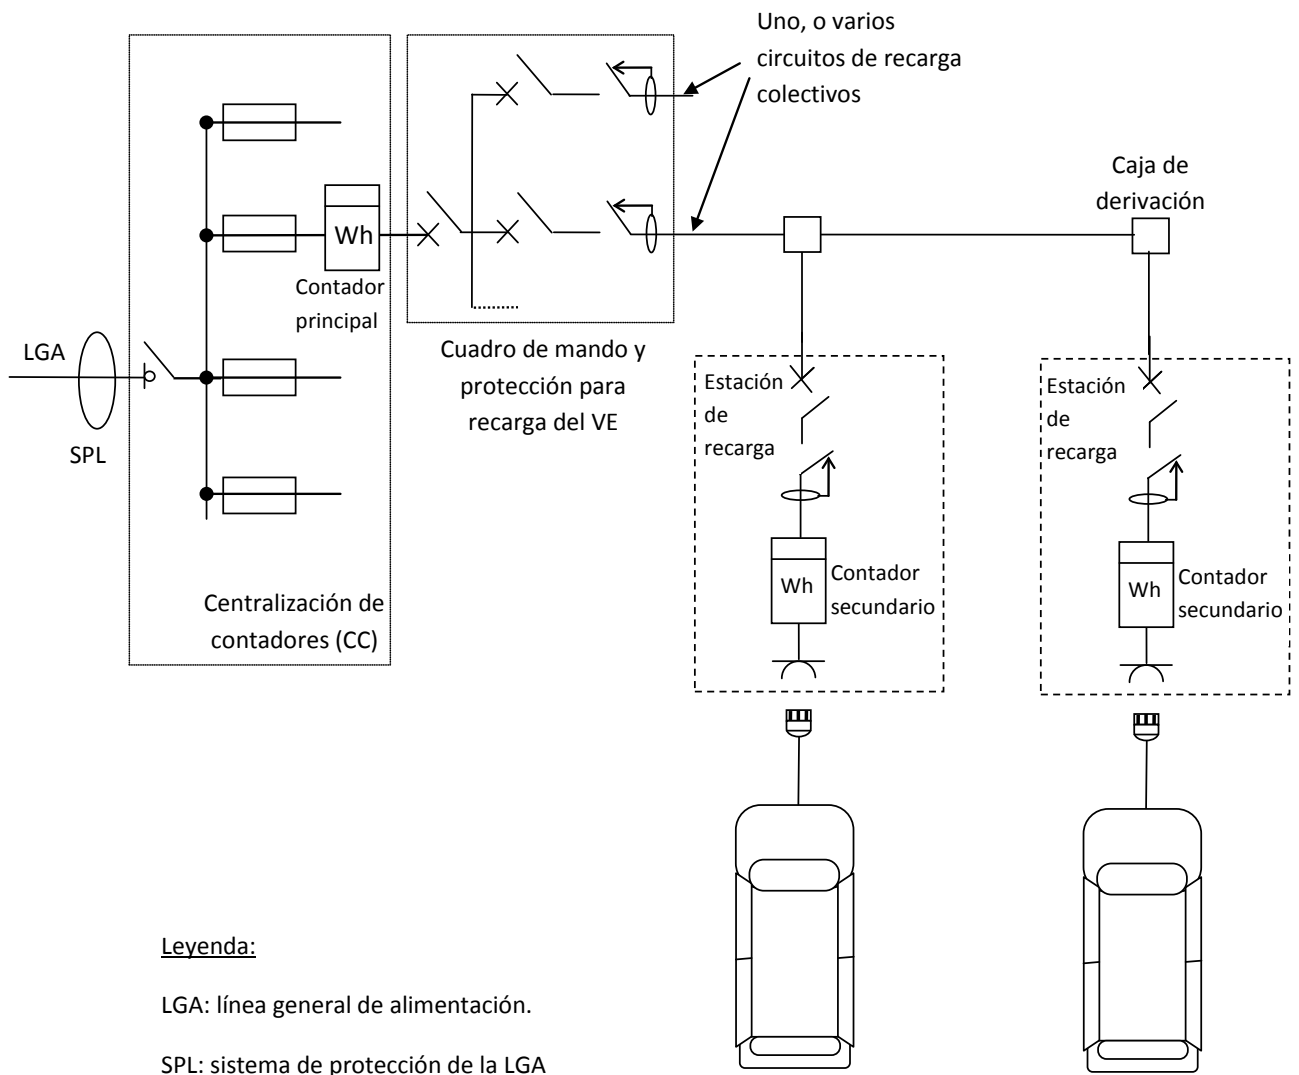 Uno, o varios
circuitos de recarga
colectivos
Caja de
derivación
Wh
Contador
principal
LGA
SPL
Cuadro de mando y
protección para
recarga del VE
Estación
de
recarga
Estación
de
recarga
Wh
Contador
secundario
Wh
Contador
secundario
Centralización de
contadores (CC)
Leyenda:
LGA: línea general de alimentación.
SPL: sistema de protección de la LGA